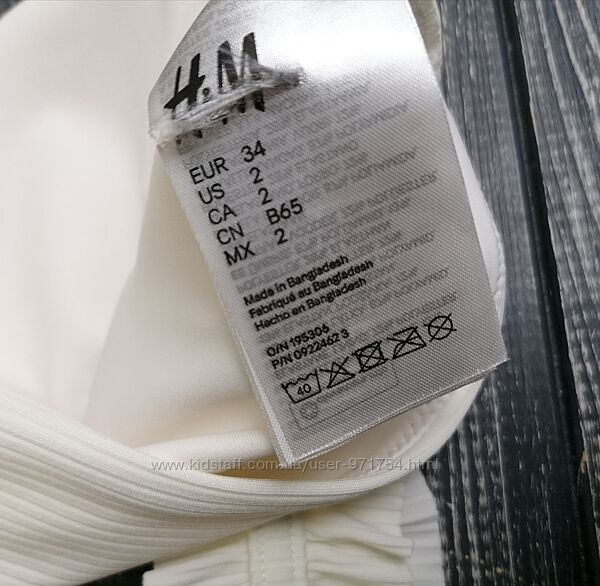 H&M
EUR 34
US 2
CA 2
CN B65
MX 2
Made in Bangladesh
Fabriqué au Bangladesh
Hecho en Bangladesh
O/N 195306
P/N 0922462 3
40
www.kidstaff.com.ua/user-971754.html